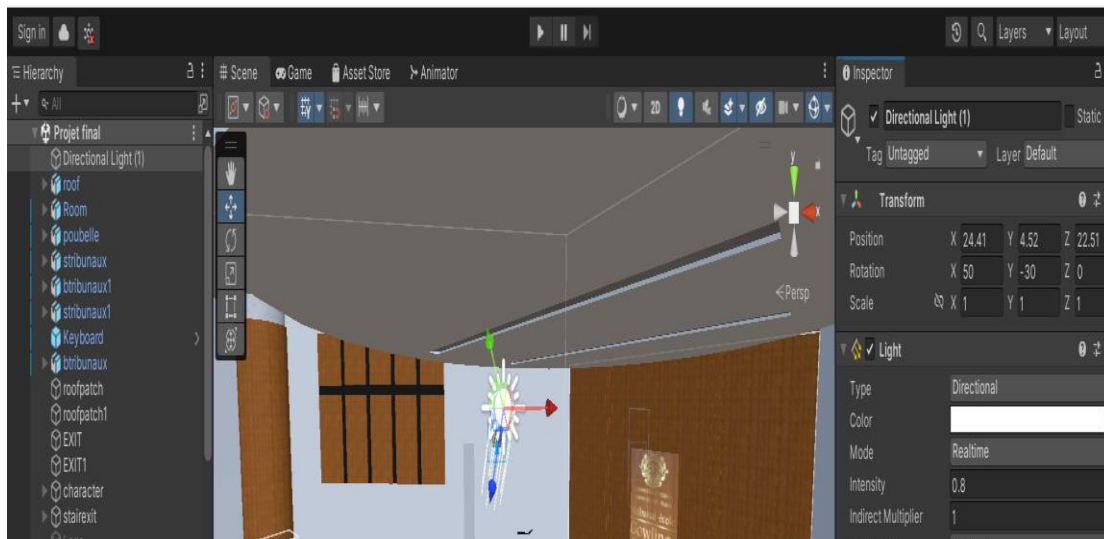 Sign in
Layers
Layout
Hierarchy
All
Projet final
Directional Light (1)
roof
Room
poubelle
stribunaux
btribunaux1
stribunaux1
Keyboard
btribunaux
roofpatch
roofpatch1
EXIT
EXIT1
character
stairexit
Scene
Game
Asset Store
Animator
2D
y
x
Persp
Inspector
Directional Light (1)
Static
Tag Untagged
Layer Default
Transform
Position X 24.41 Y 4.52 Z 22.51
Rotation X 50 Y -30 Z 0
Scale X 1 Y 1 Z 1
Light
Type Directional
Color
Mode Realtime
Intensity 0.8
Indirect Multiplier 1